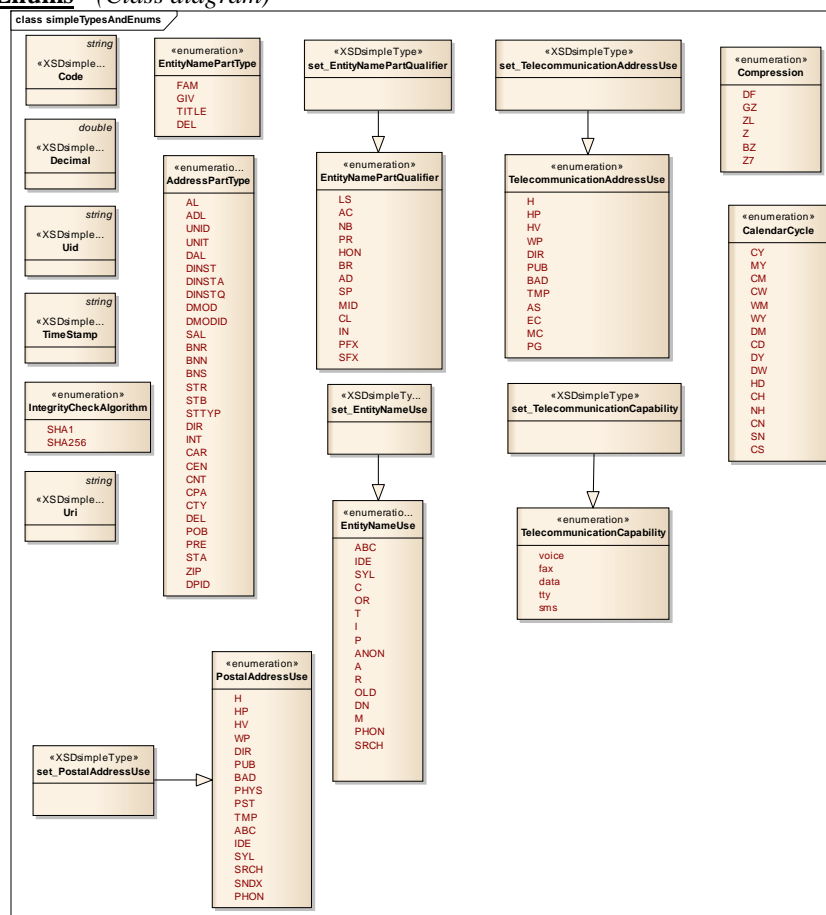 Enums (Class diagram)
class simpleTypesAndEnums
string
«XSDsimple...
Code
double
«XSDsimple...
Decimal
string
«XSDsimple...
Uid
string
«XSDsimple...
TimeStamp
«enumeration»
IntegrityCheckAlgorithm
SHA1
SHA256
string
«XSDsimple...
Uri
«enumeration»
EntityNamePartType
FAM
GIV
TITLE
DEL
«enumeratio...
AddressPartType
AL
ADL
UNID
UNIT
DAL
DINST
DINSTA
DINSTQ
DMOD
DMODID
SAL
BNR
BNN
BNS
STR
STB
STTYP
DIR
INT
CAR
CEN
CNT
CPA
CTY
DEL
POB
PRE
STA
ZIP
DPID
«XSDsimpleType»
set_EntityNamePartQualifier
«enumeration»
EntityNamePartQualifier
LS
AC
NB
PR
HON
BR
AD
SP
MID
CL
IN
PFX
SFX
«XSDsimpleTy...
set_EntityNameUse
«enumeratio...
EntityNameUse
ABC
IDE
SYL
C
OR
T
I
P
ANON
A
R
OLD
DN
M
PHON
SRCH
«XSDsimpleType»
set_TelecommunicationAddressUse
«enumeration»
TelecommunicationAddressUse
H
HP
HV
WP
DIR
PUB
BAD
TMP
AS
EC
MC
PG
«XSDsimpleType»
set_TelecommunicationCapability
«enumeration»
TelecommunicationCapability
voice
fax
data
tty
sms
«enumeration»
Compression
DF
GZ
ZL
Z
BZ
Z7
«enumeration»
CalendarCycle
CY
MY
CM
CW
WM
WY
DM
CD
DY
DW
HD
CH
NH
CN
SN
CS
«XSDsimpleType»
set_PostalAddressUse
«enumeration»
PostalAddressUse
H
HP
HV
WP
DIR
PUB
BAD
PHYS
PST
TMP
ABC
IDE
SYL
SRCH
SNDX
PHON